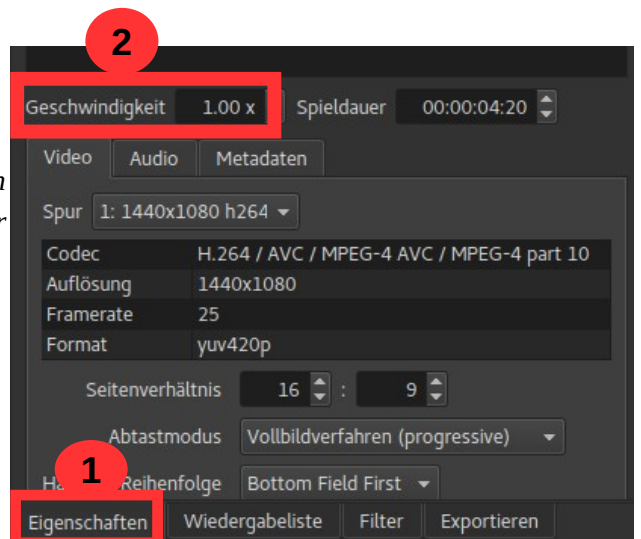 2
Geschwindigkeit 1.00 x Spieldauer 00:00:04:20
Video Audio Metadaten
Spur 1: 1440x1080 h264
Codec H.264 / AVC / MPEG-4 AVC / MPEG-4 part 10
Auflösung 1440x1080
Framerate 25
Format yuv420p
Seitenverhältnis 16 : 9
Abtastmodus Vollbildverfahren (progressive)
1
Reihenfolge Bottom Field First
Eigenschaften Wiedergabeliste Filter Exportieren